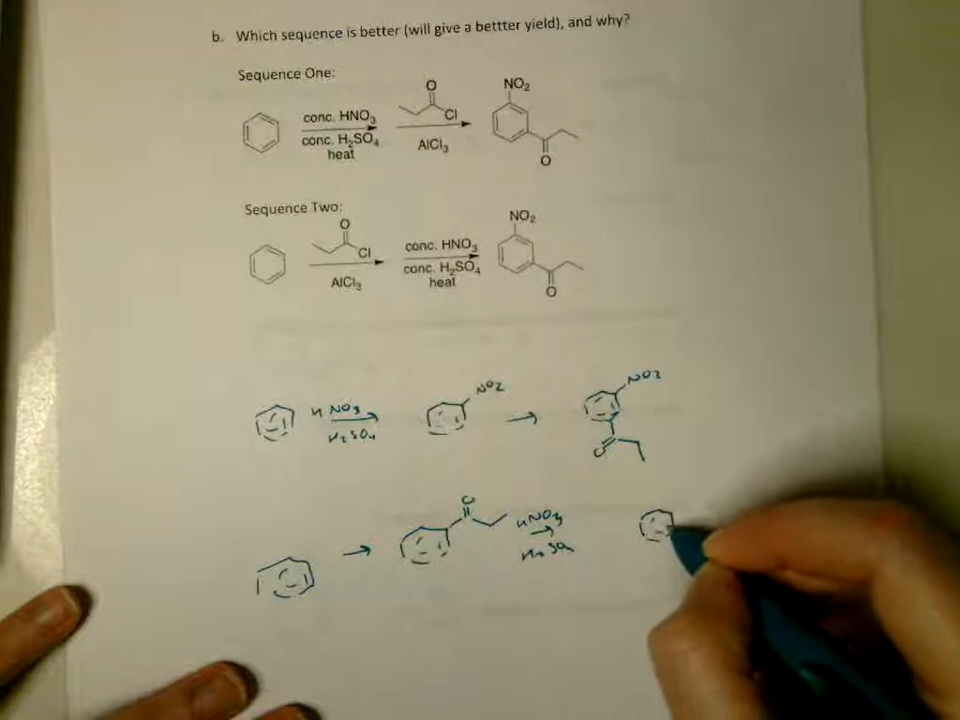 b. Which sequence is better (will give a bettter yield), and why?
Sequence One:
conc. HNO3
conc. H2SO4
heat
O
Cl
AlCl3
NO2
O
Sequence Two:
O
Cl
AlCl3
conc. HNO3
conc. H2SO4
heat
NO2
O
HNO3
H2SO4
NO2
NO2
O
O
HNO3
H2SO4